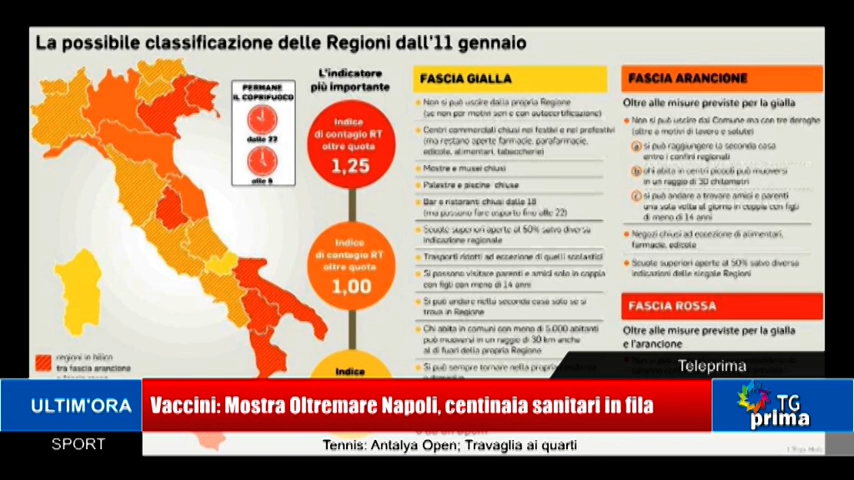 La possibile classificazione delle Regioni dall'11 gennaio
PERMANE
IL COPRIFUOCO
dalle 22
alle 5
L'indicatore
più importante
Indice
di contagio RT
oltre quota
1,25
Indice
di contagio RT
oltre quota
1,00
Indice
regioni in bilico
tra fascia arancione
FASCIA GIALLA
Non si può uscire dalla propria Regione
(se non per motivi seri e con autocertificazione)
Centri commerciali chiusi nei festivi e nei prefestivi
(ma restano aperte farmacie, parafarmacie,
edicole, alimentari, tabaccherie)
Mostre e musei chiusi
Palestre e piscine chiuse
Bar e ristoranti chiusi dalle 18
(ma possono fare asporto fino alle 22)
Scuole superiori aperte al 50% salvo diversa
indicazione regionale
Trasporti ridotti ad eccezione di quelli scolastici
Si possono visitare parenti e amici solo in coppia
con figli con meno di 14 anni
Si può andare nella seconda casa solo se si
trova in Regione
Chi abita in comuni con meno di 5.000 abitanti
può muoversi in un raggio di 30 km anche
al di fuori della propria Regione
Si può sempre tornare nella propria
FASCIA ARANCIONE
Oltre alle misure previste per la gialla
Non si può uscire dal Comune ma con tre deroghe
(oltre a motivi di lavoro e salute)
a si può raggiungere la seconda casa
entro i confini regionali
b chi abita in centri piccoli può muoversi
in un raggio di 30 chilometri
c si può andare a trovare amici e parenti
una sola volta al giorno in coppia con figli
di meno di 14 anni
Negozi chiusi ad eccezione di alimentari,
farmacie, edicole
Scuole superiori aperte al 50% salvo diversa
indicazioni delle singole Regioni
FASCIA ROSSA
Oltre alle misure previste per la gialla
e l'arancione
Teleprima
ULTIM'ORA
Vaccini: Mostra Oltremare Napoli, centinaia sanitari in fila
TG
prima
SPORT
Tennis: Antalya Open; Travaglia ai quarti